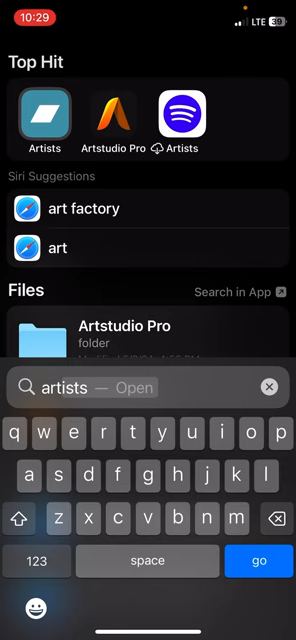 10:29
LTE 39
Top Hit
Artists
Artstudio Pro
Artists
Siri Suggestions
art factory
art
Files
Search in App
Artstudio Pro
folder
artists — Open
q w e r t y u i o p
a s d f g h j k l
z x c v b n m
123
space
go